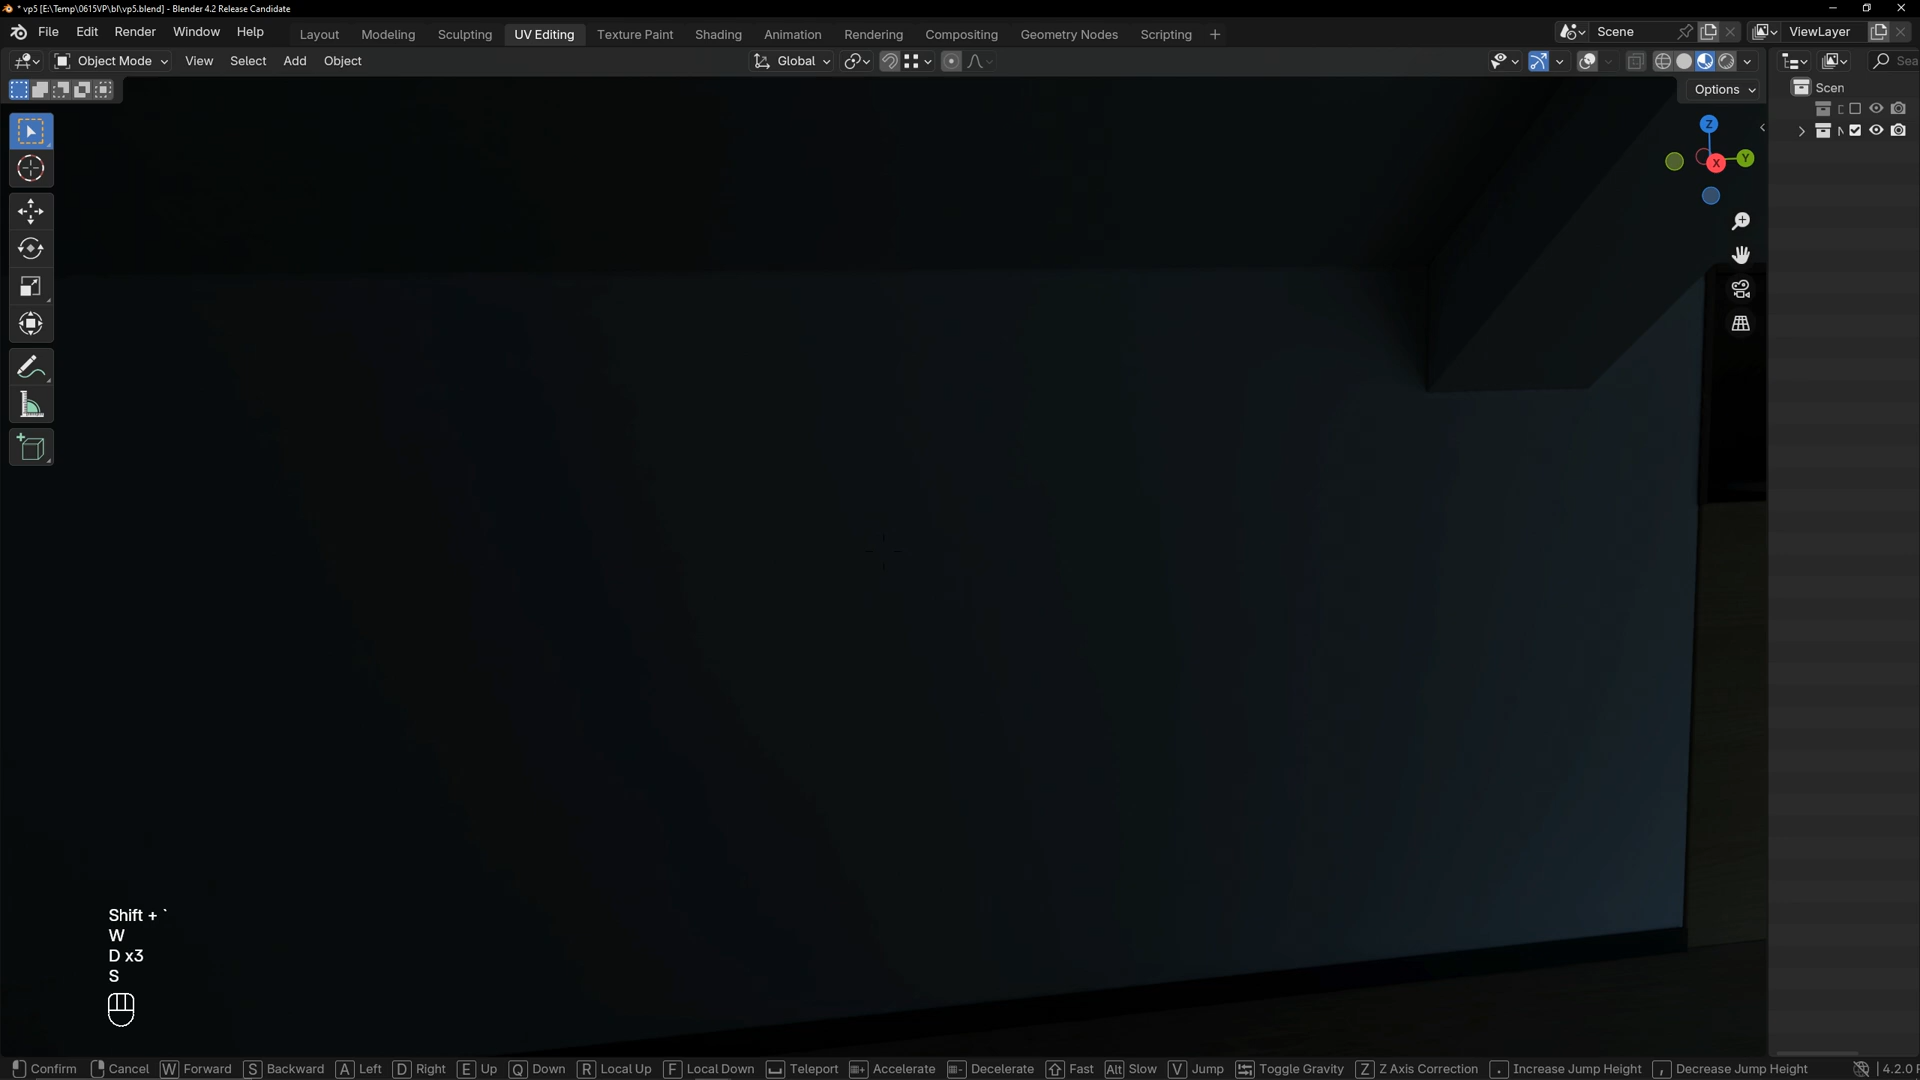 * vp5 [E:\Temp\0615VP\bl\vp5.blend] - Blender 4.2 Release Candidate
File Edit Render Window Help Layout Modeling Sculpting UV Editing Texture Paint Shading Animation Rendering Compositing Geometry Nodes Scripting + Scene ViewLayer
Object Mode View Select Add Object Global Sea
Options
Scen
Z
Y
X
Shift + `
W
D x3
S
Confirm Cancel W Forward S Backward A Left D Right E Up Q Down R Local Up F Local Down Teleport Accelerate Decelerate Fast Alt Slow V Jump Toggle Gravity Z Z Axis Correction . Increase Jump Height , Decrease Jump Height 4.2.0